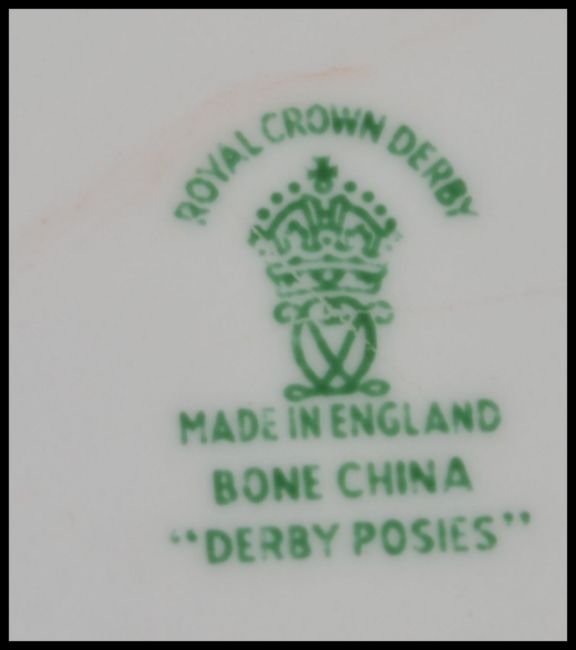 ROYAL CROWN DERBY
MADE IN ENGLAND
BONE CHINA
“DERBY POSIES”